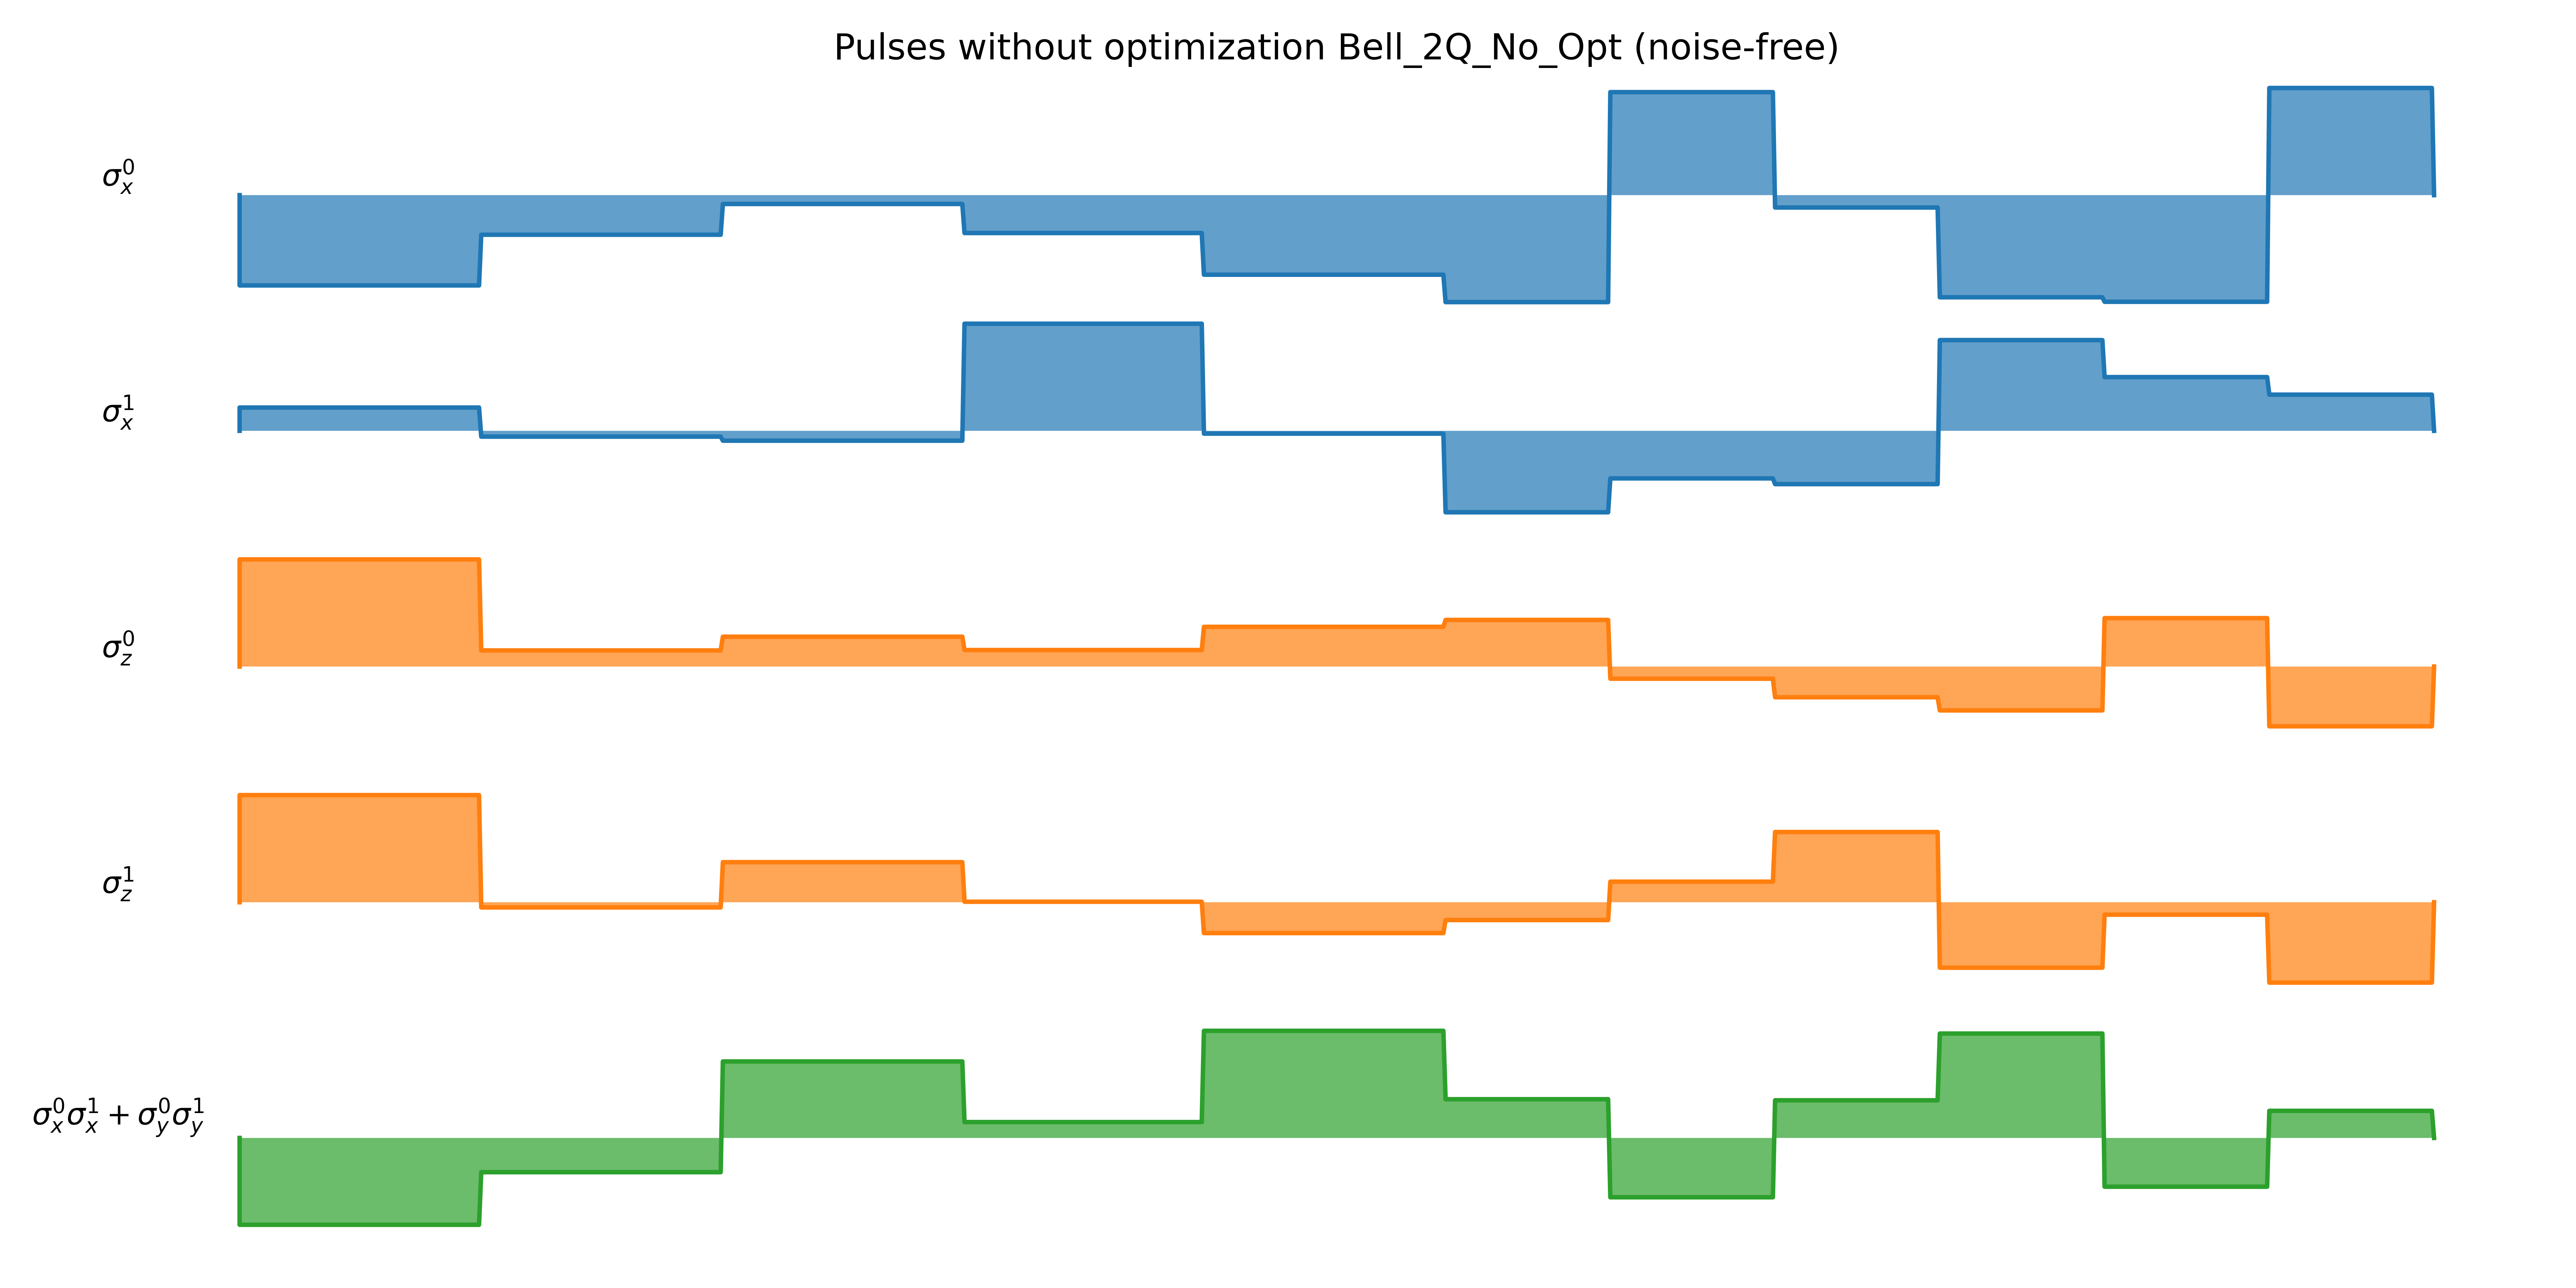 Pulses without optimization Bell_2Q_No_Opt (noise-free)
σ_x^0
σ_x^1
σ_z^0
σ_z^1
σ_x^0σ_x^1 + σ_y^0σ_y^1